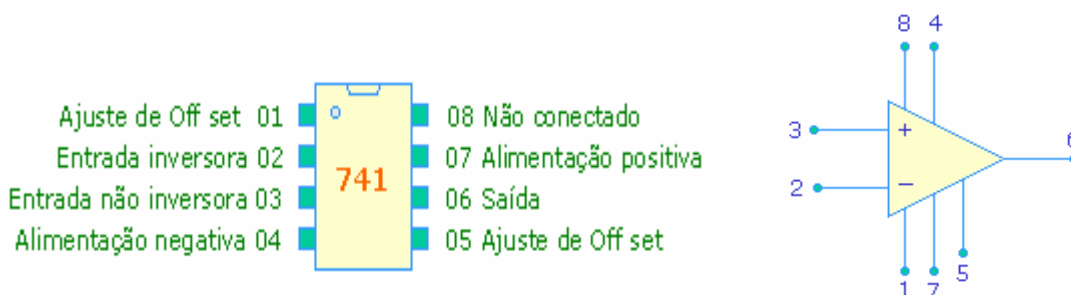 Ajuste de Off set 01
Entrada inversora 02
Entrada não inversora 03
Alimentação negativa 04
741
08 Não conectado
07 Alimentação positiva
06 Saída
05 Ajuste de Off set
8 4
3 +
6
2 −
1 7 5